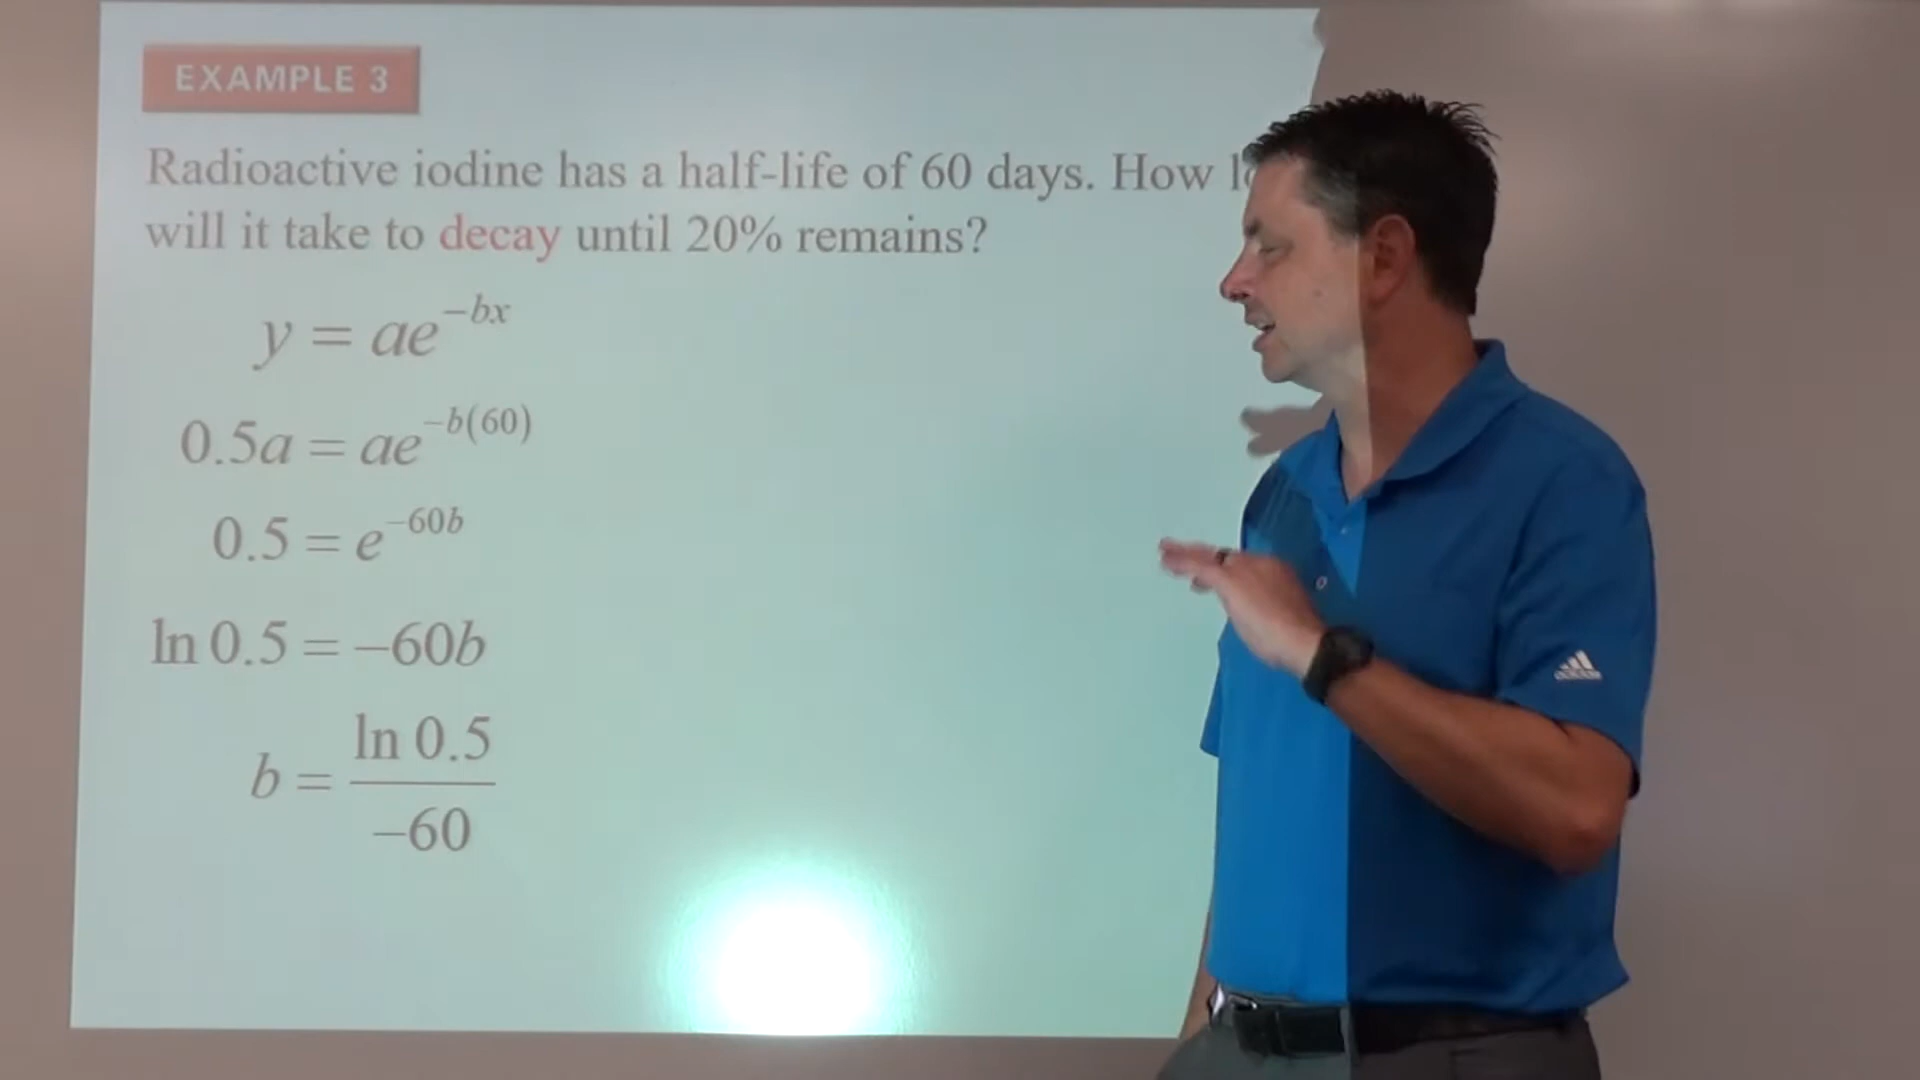 EXAMPLE 3
Radioactive iodine has a half-life of 60 days. How
will it take to decay until 20% remains?
y = ae^{-bx}
0.5a = ae^{-b(60)}
0.5 = e^{-60b}
ln 0.5 = -60b
b = \frac{ln 0.5}{-60}